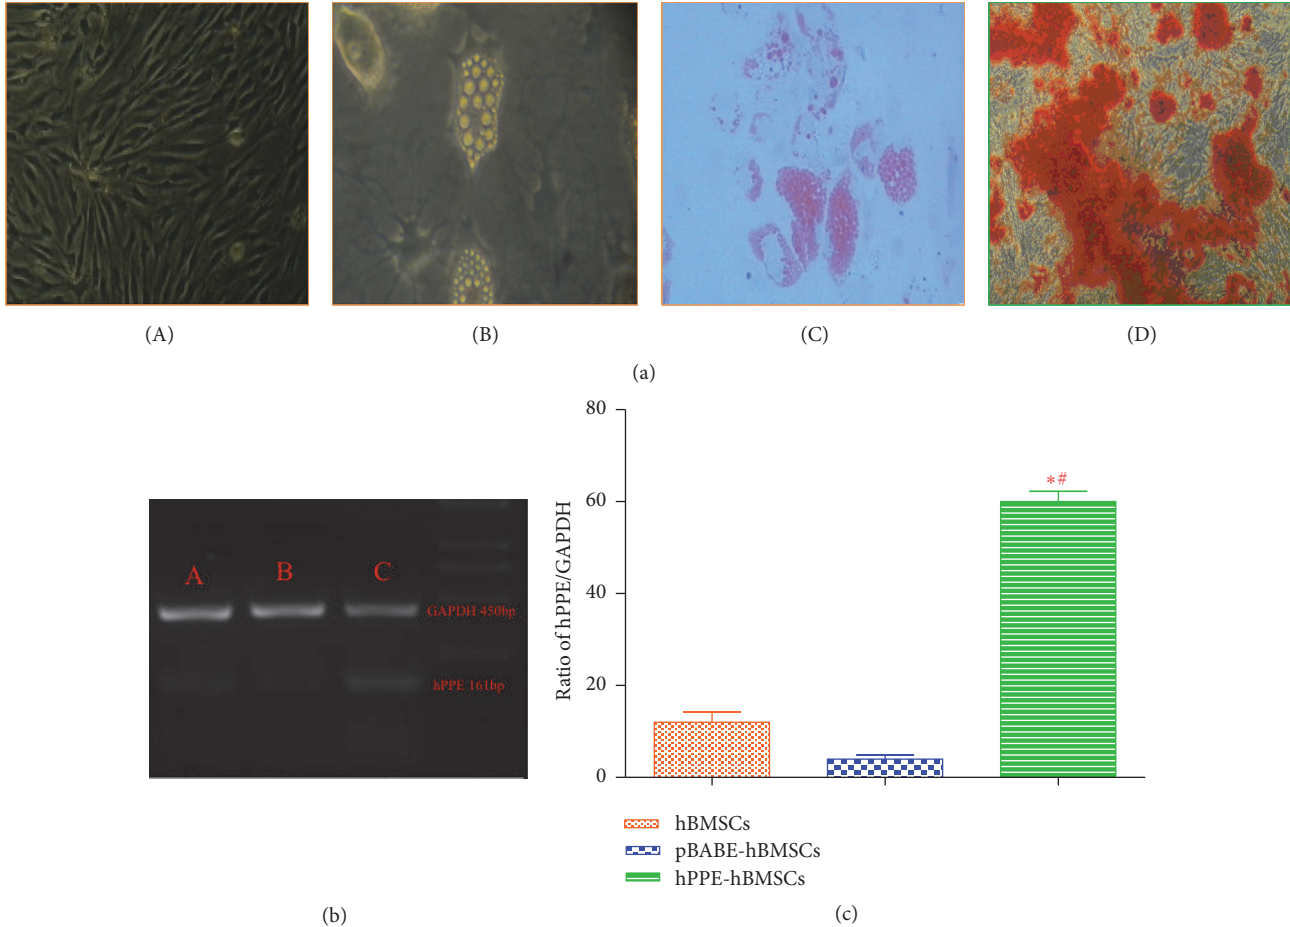 (A)
(B)
(C)
(D)
(a)
A
B
C
GAPDH 450bp
hPPE 161bp
(b)
Ratio of hPPE/GAPDH
80
60
40
20
0
*#
hBMSCs
pBABE-hBMSCs
hPPE-hBMSCs
(c)